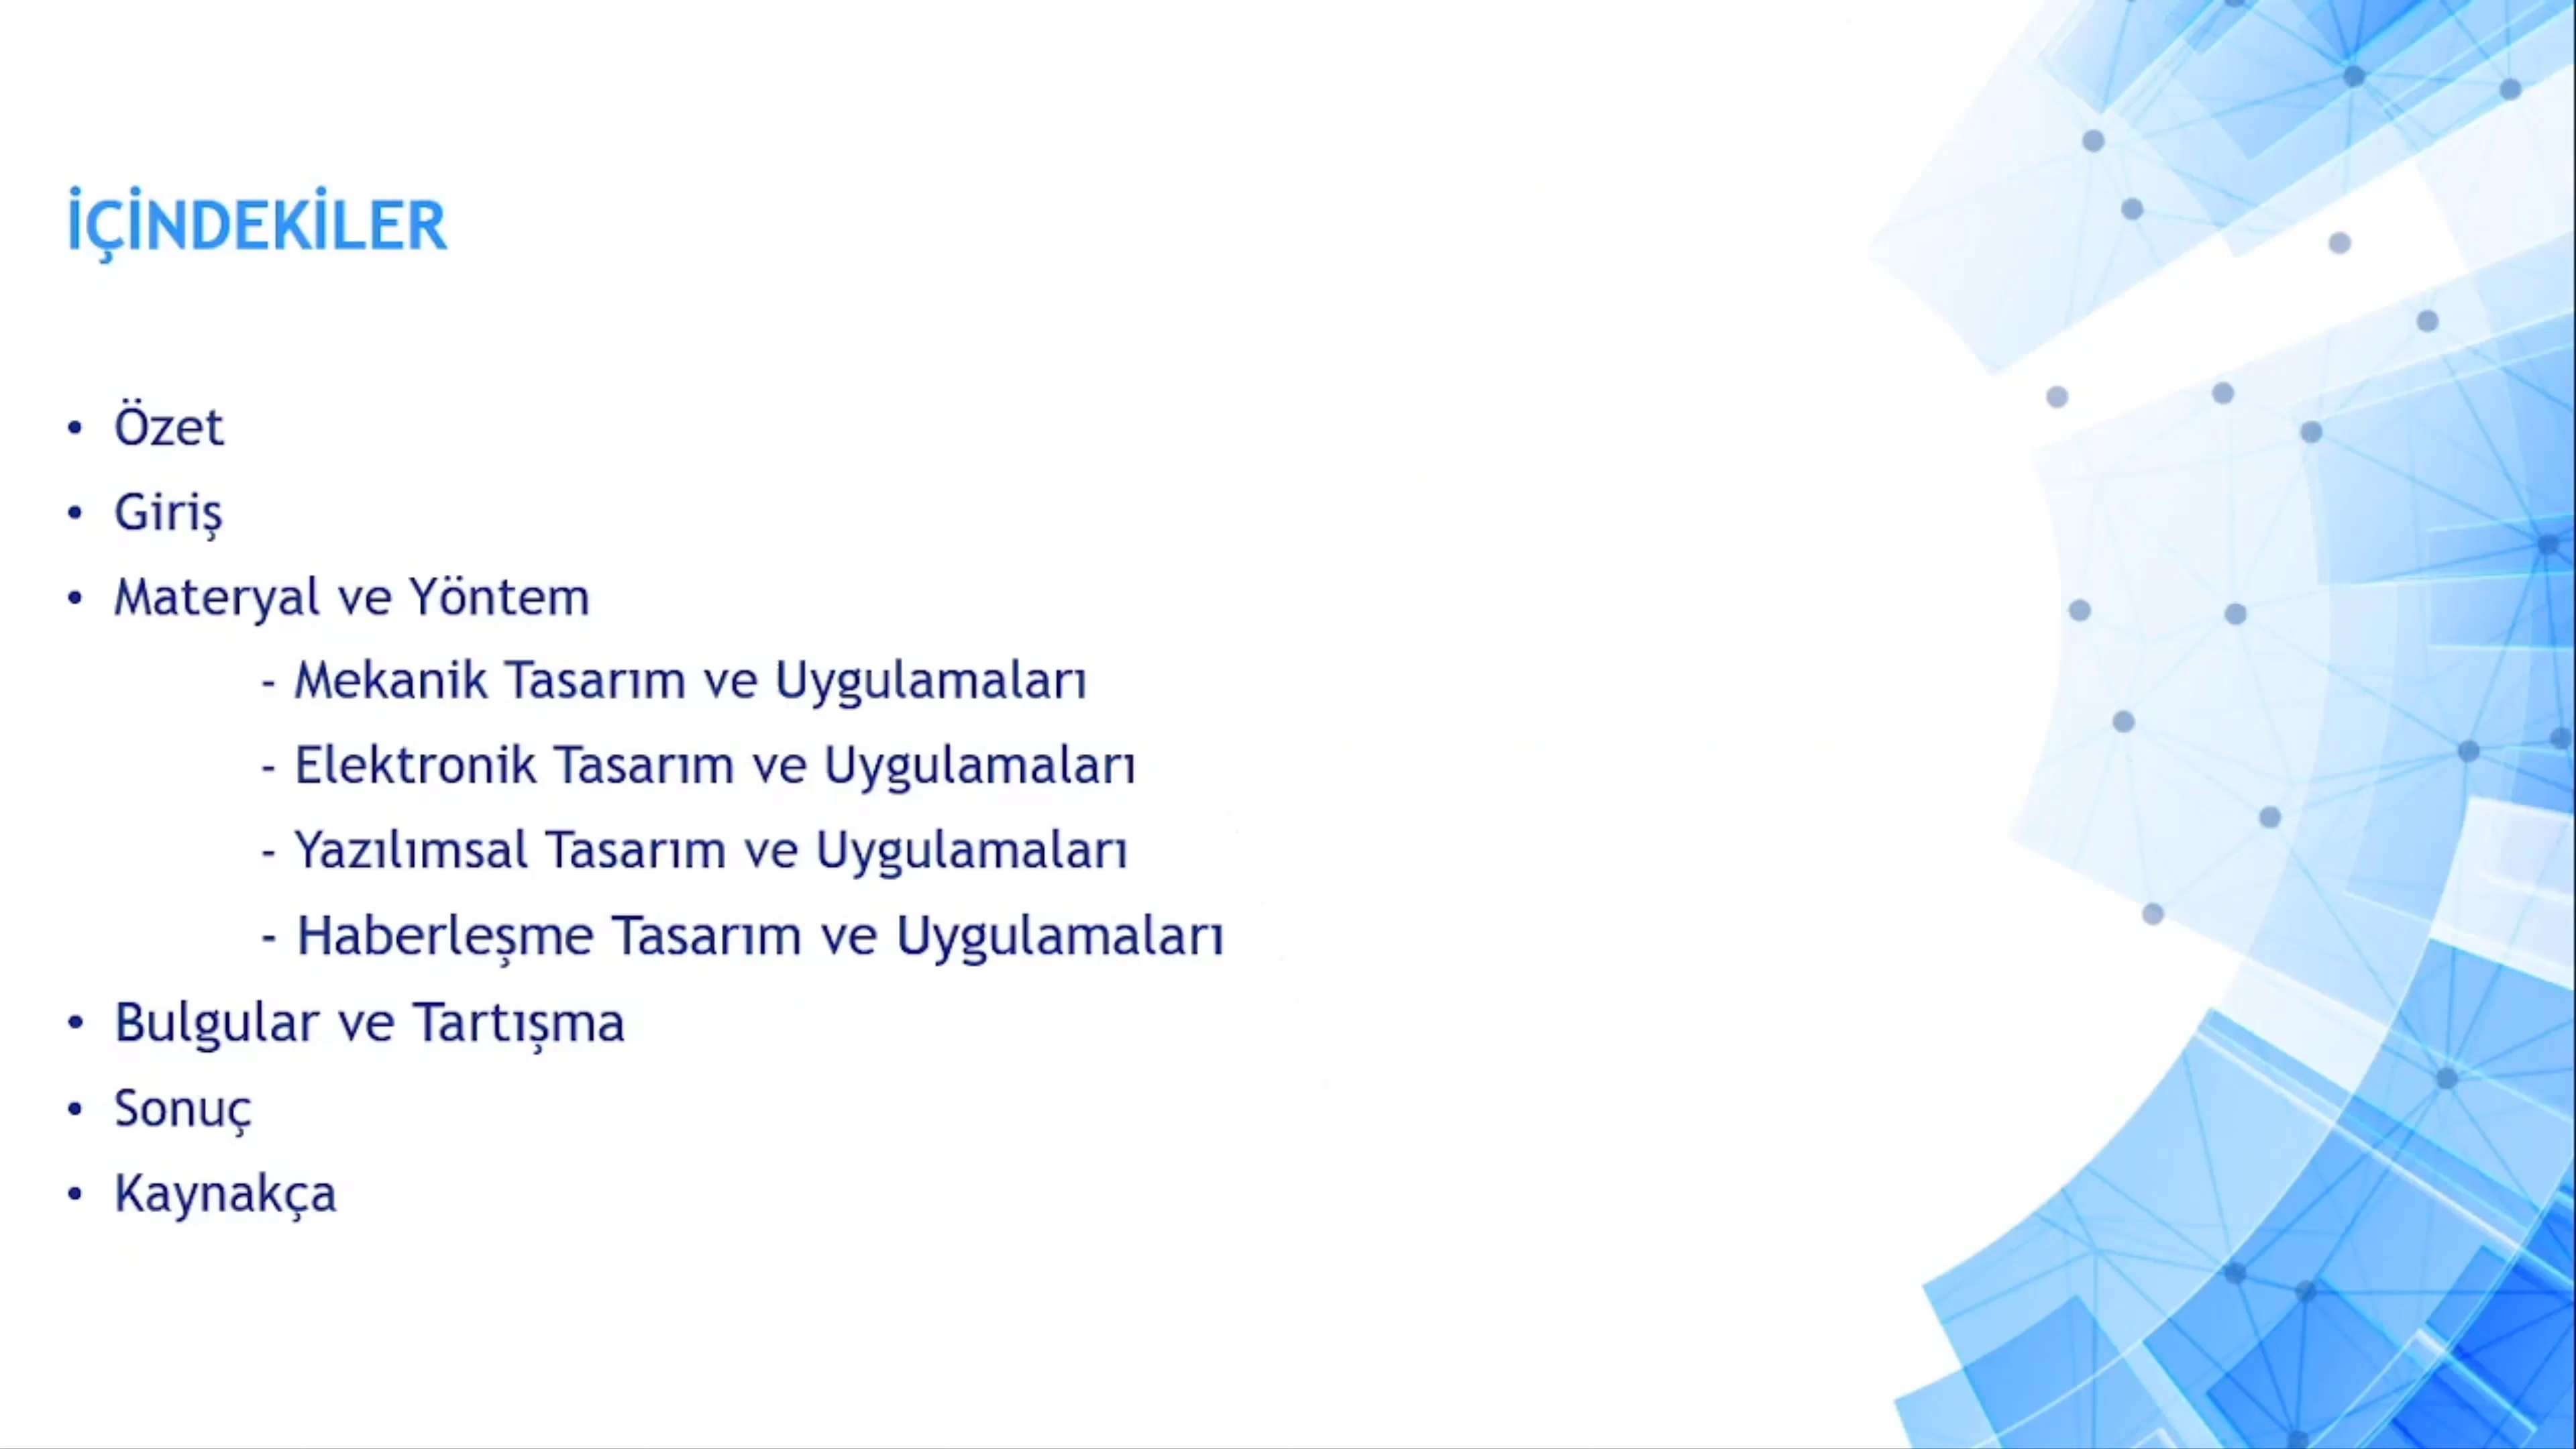 İÇİNDEKİLER
• Özet
• Giriş
• Materyal ve Yöntem
- Mekanik Tasarım ve Uygulamaları
- Elektronik Tasarım ve Uygulamaları
- Yazılımsal Tasarım ve Uygulamaları
- Haberleşme Tasarım ve Uygulamaları
• Bulgular ve Tartışma
• Sonuç
• Kaynakça